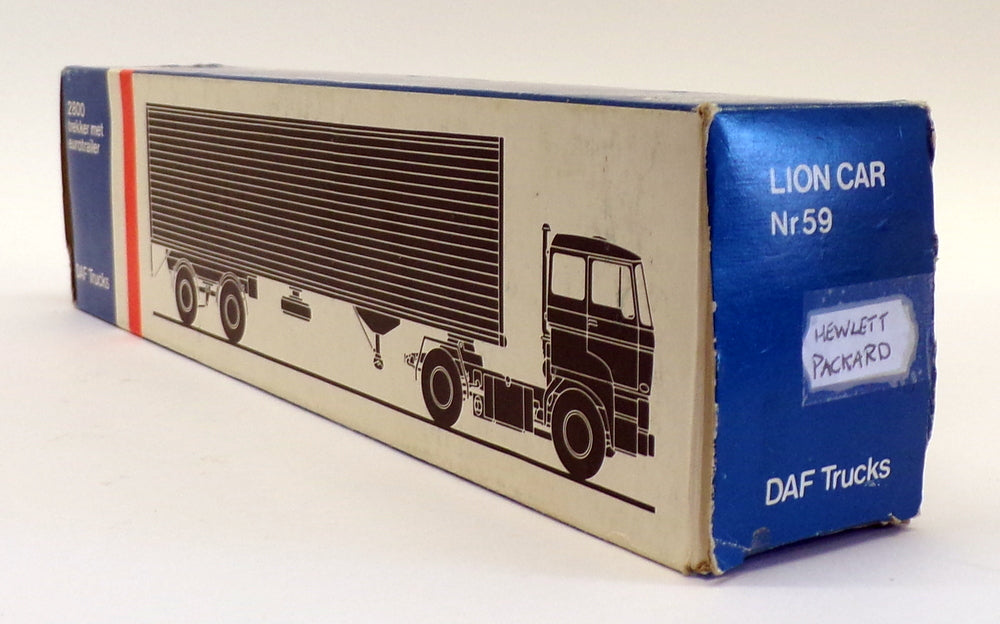 2800
trekker met
eurotrailer
DAF Trucks
LION CAR
Nr 59
HEWLETT
PACKARD
DAF Trucks